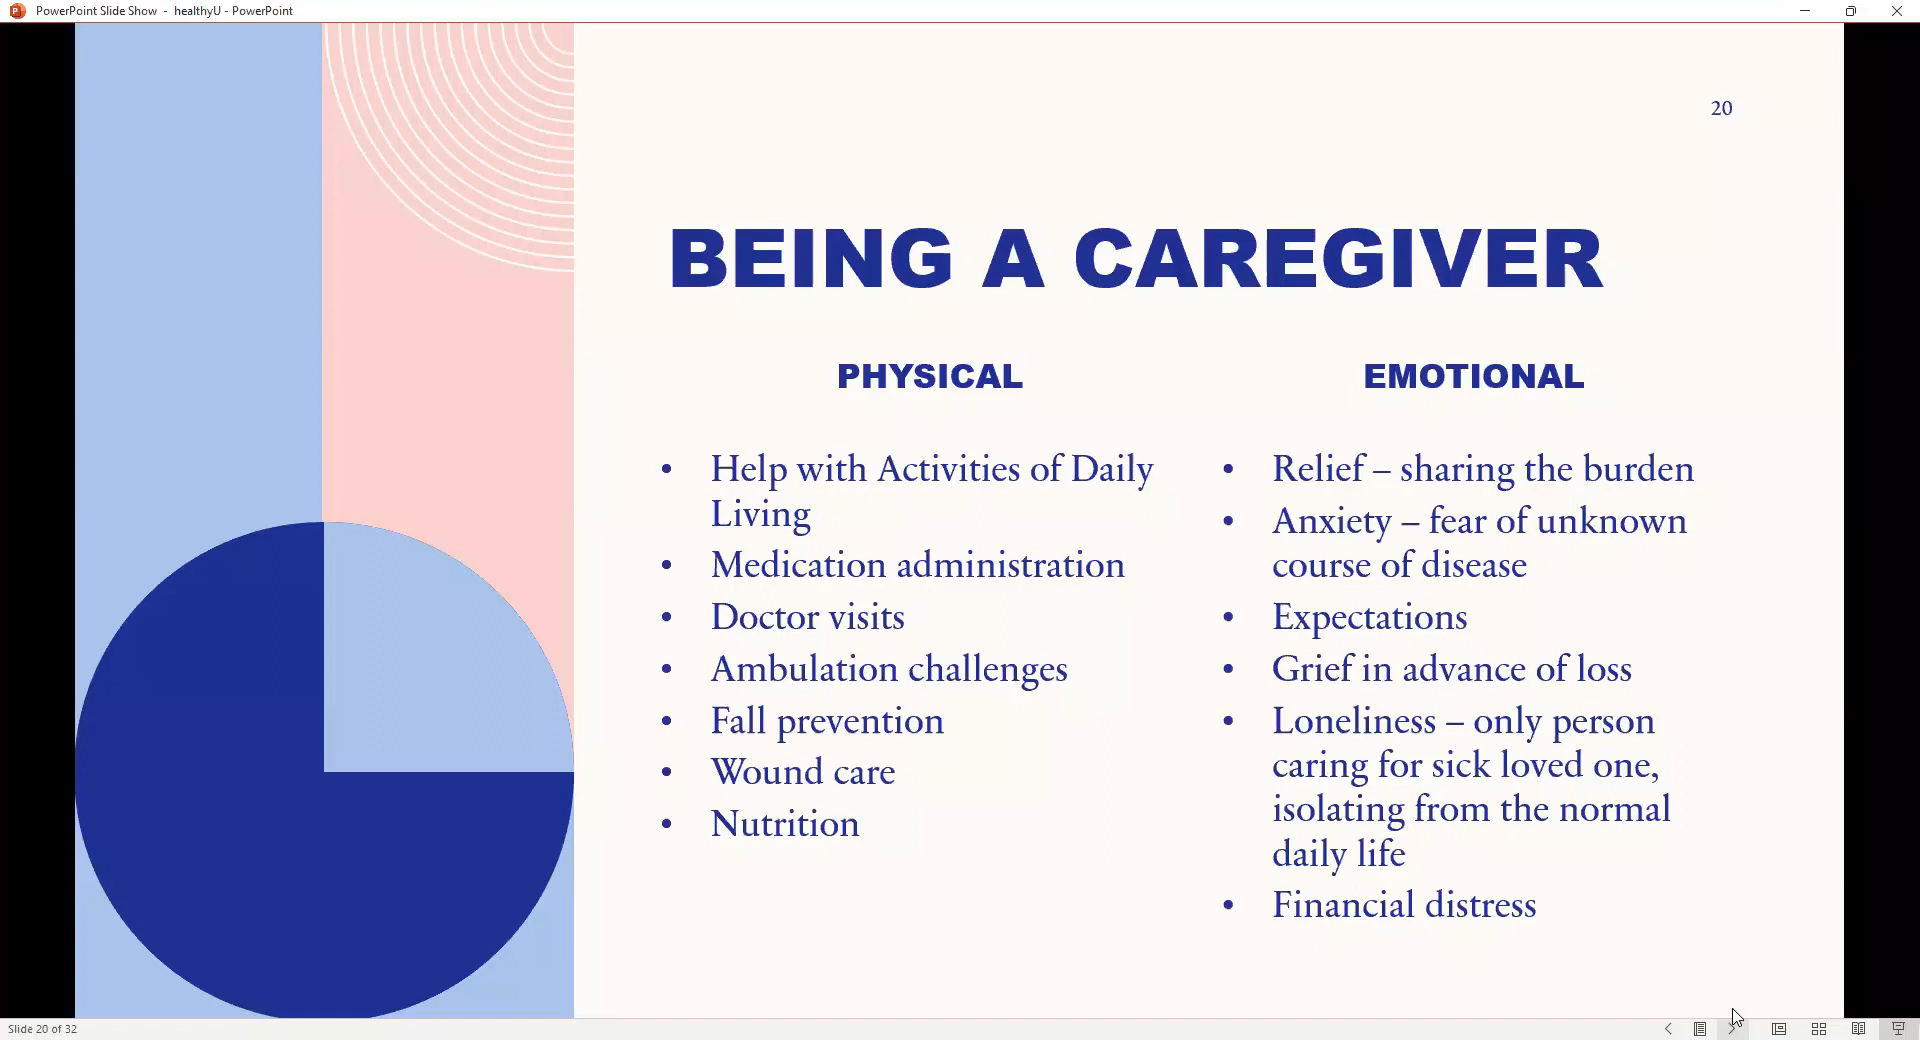 PowerPoint Slide Show - healthyU - PowerPoint
20
BEING A CAREGIVER
PHYSICAL
• Help with Activities of Daily
Living
• Medication administration
• Doctor visits
• Ambulation challenges
• Fall prevention
• Wound care
• Nutrition
EMOTIONAL
• Relief – sharing the burden
• Anxiety – fear of unknown
course of disease
• Expectations
• Grief in advance of loss
• Loneliness – only person
caring for sick loved one,
isolating from the normal
daily life
• Financial distress
Slide 20 of 32